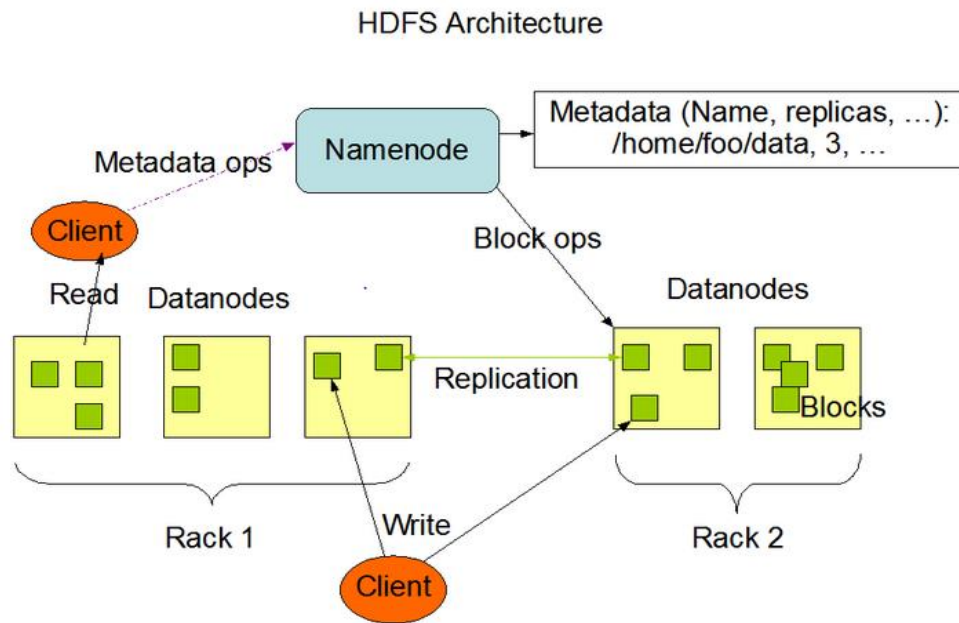 HDFS Architecture
Metadata (Name, replicas, …):
/home/foo/data, 3, …
Namenode
Metadata ops
Client
Block ops
Read
Datanodes
Datanodes
Replication
Blocks
Rack 1
Write
Rack 2
Client